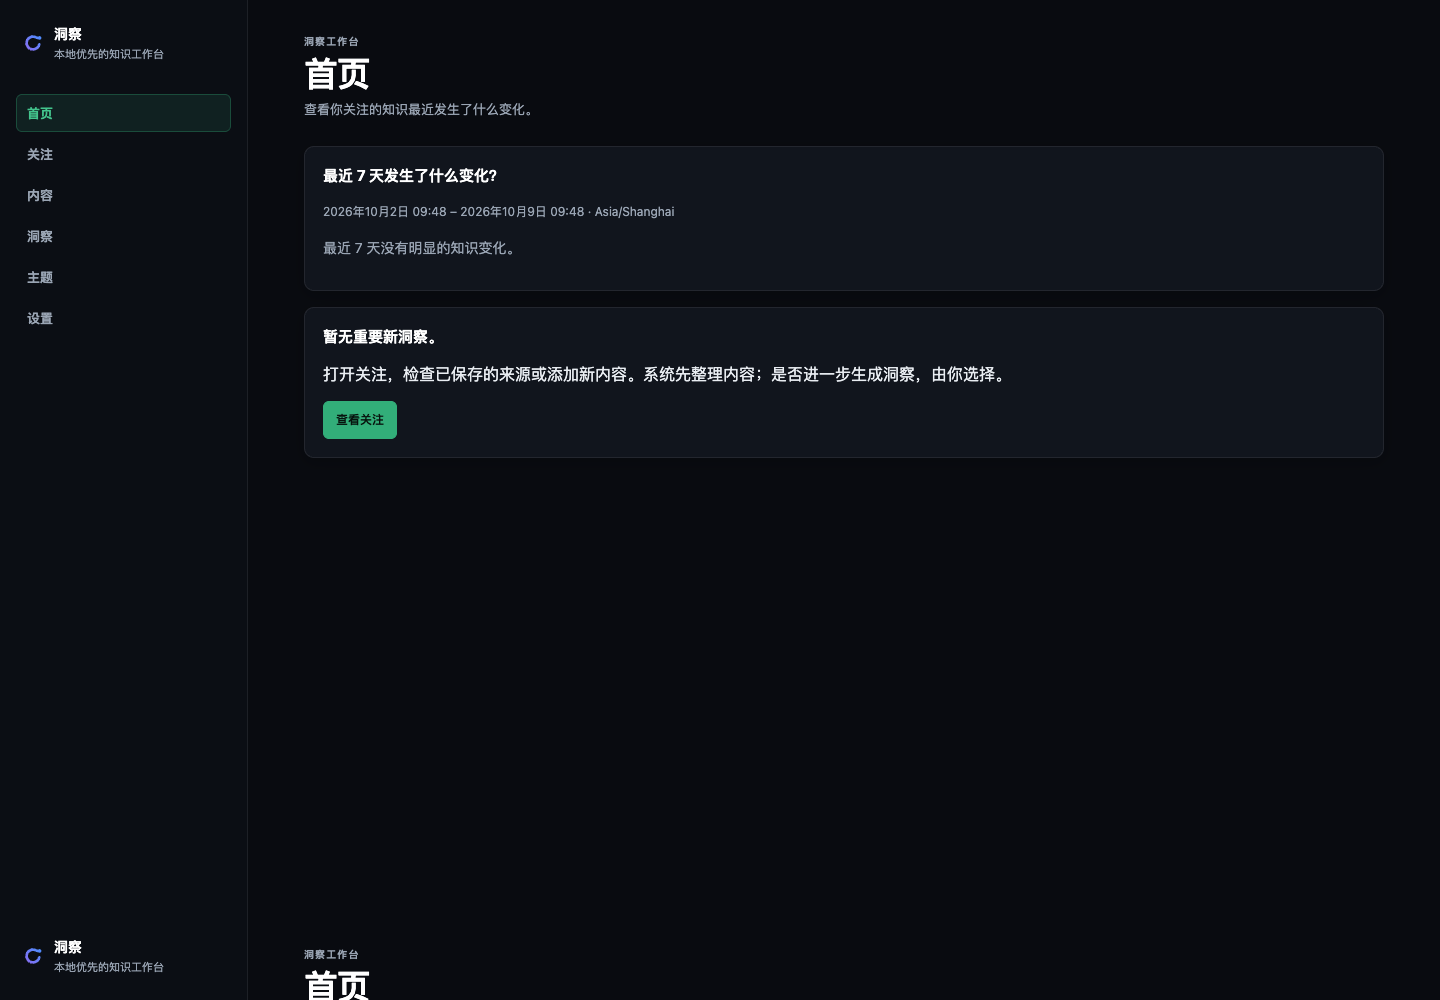 洞察
本地优先的知识工作台
首页
关注
内容
洞察
主题
设置
洞察工作台
首页
查看你关注的知识最近发生了什么变化。
最近 7 天发生了什么变化?
2026年10月2日 09:48 – 2026年10月9日 09:48 · Asia/Shanghai
最近 7 天没有明显的知识变化。
暂无重要新洞察。
打开关注，检查已保存的来源或添加新内容。系统先整理内容；是否进一步生成洞察，由你选择。
查看关注
洞察
本地优先的知识工作台
洞察工作台
首页